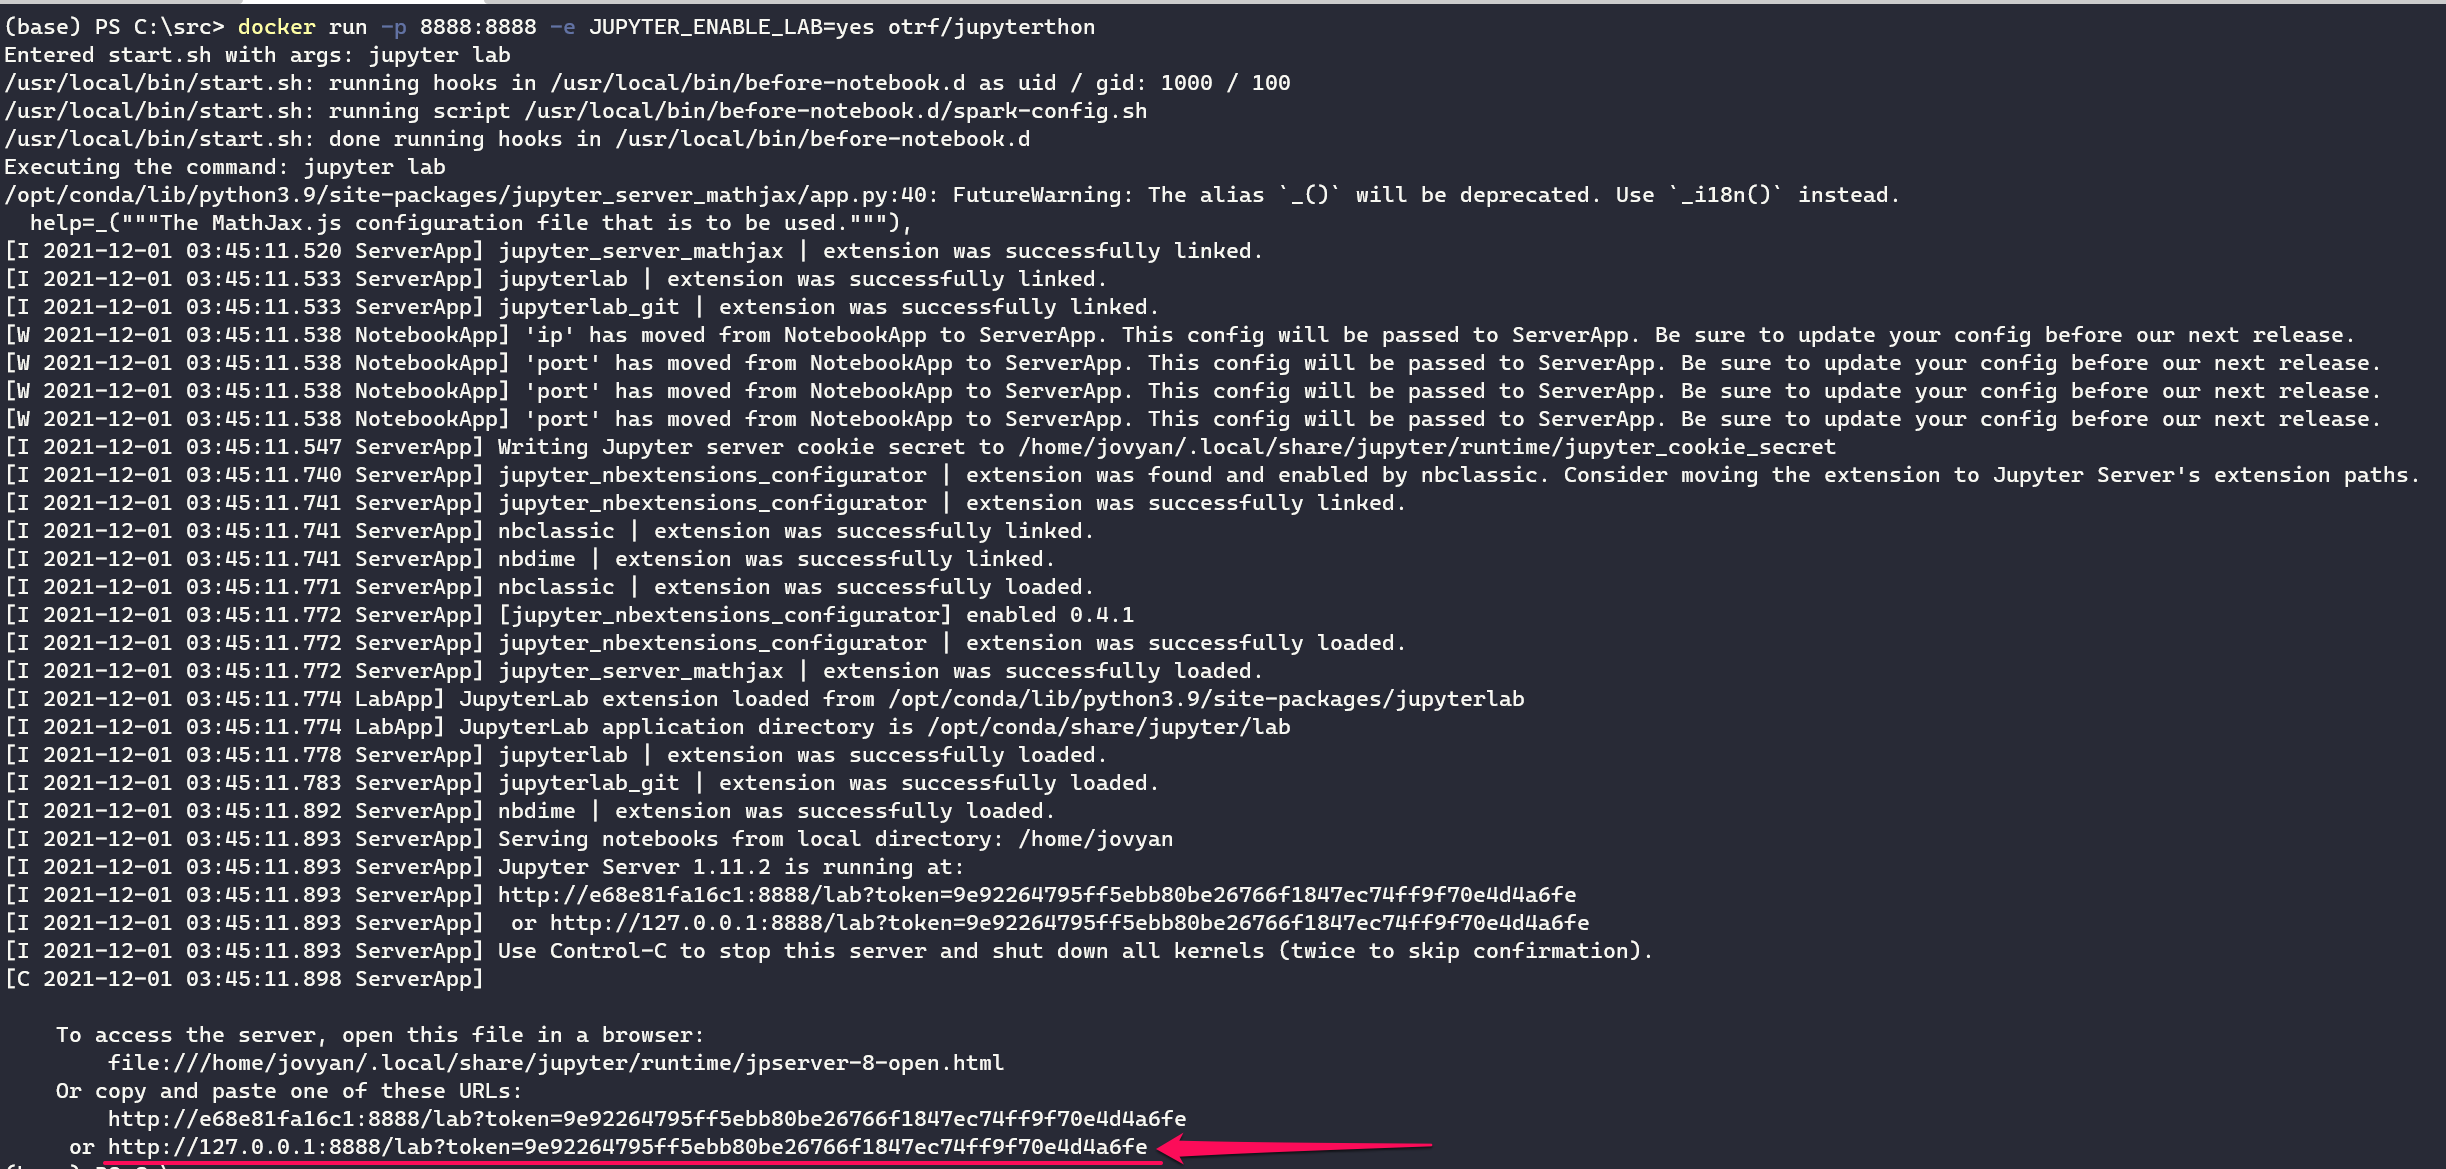 (base) PS C:\src> docker run -p 8888:8888 -e JUPYTER_ENABLE_LAB=yes otrf/jupyterthon
Entered start.sh with args: jupyter lab
/usr/local/bin/start.sh: running hooks in /usr/local/bin/before-notebook.d as uid / gid: 1000 / 100
/usr/local/bin/start.sh: running script /usr/local/bin/before-notebook.d/spark-config.sh
/usr/local/bin/start.sh: done running hooks in /usr/local/bin/before-notebook.d
Executing the command: jupyter lab
/opt/conda/lib/python3.9/site-packages/jupyter_server_mathjax/app.py:40: FutureWarning: The alias `_()` will be deprecated. Use `_i18n()` instead.
  help=_("""The MathJax.js configuration file that is to be used."""),
[I 2021-12-01 03:45:11.520 ServerApp] jupyter_server_mathjax | extension was successfully linked.
[I 2021-12-01 03:45:11.533 ServerApp] jupyterlab | extension was successfully linked.
[I 2021-12-01 03:45:11.533 ServerApp] jupyterlab_git | extension was successfully linked.
[W 2021-12-01 03:45:11.538 NotebookApp] 'ip' has moved from NotebookApp to ServerApp. This config will be passed to ServerApp. Be sure to update your config before our next release.
[W 2021-12-01 03:45:11.538 NotebookApp] 'port' has moved from NotebookApp to ServerApp. This config will be passed to ServerApp. Be sure to update your config before our next release.
[W 2021-12-01 03:45:11.538 NotebookApp] 'port' has moved from NotebookApp to ServerApp. This config will be passed to ServerApp. Be sure to update your config before our next release.
[W 2021-12-01 03:45:11.538 NotebookApp] 'port' has moved from NotebookApp to ServerApp. This config will be passed to ServerApp. Be sure to update your config before our next release.
[I 2021-12-01 03:45:11.547 ServerApp] Writing Jupyter server cookie secret to /home/jovyan/.local/share/jupyter/runtime/jupyter_cookie_secret
[I 2021-12-01 03:45:11.740 ServerApp] jupyter_nbextensions_configurator | extension was found and enabled by nbclassic. Consider moving the extension to Jupyter Server's extension paths.
[I 2021-12-01 03:45:11.741 ServerApp] jupyter_nbextensions_configurator | extension was successfully linked.
[I 2021-12-01 03:45:11.741 ServerApp] nbclassic | extension was successfully linked.
[I 2021-12-01 03:45:11.741 ServerApp] nbdime | extension was successfully linked.
[I 2021-12-01 03:45:11.771 ServerApp] nbclassic | extension was successfully loaded.
[I 2021-12-01 03:45:11.772 ServerApp] [jupyter_nbextensions_configurator] enabled 0.4.1
[I 2021-12-01 03:45:11.772 ServerApp] jupyter_nbextensions_configurator | extension was successfully loaded.
[I 2021-12-01 03:45:11.772 ServerApp] jupyter_server_mathjax | extension was successfully loaded.
[I 2021-12-01 03:45:11.774 LabApp] JupyterLab extension loaded from /opt/conda/lib/python3.9/site-packages/jupyterlab
[I 2021-12-01 03:45:11.774 LabApp] JupyterLab application directory is /opt/conda/share/jupyter/lab
[I 2021-12-01 03:45:11.778 ServerApp] jupyterlab | extension was successfully loaded.
[I 2021-12-01 03:45:11.783 ServerApp] jupyterlab_git | extension was successfully loaded.
[I 2021-12-01 03:45:11.892 ServerApp] nbdime | extension was successfully loaded.
[I 2021-12-01 03:45:11.893 ServerApp] Serving notebooks from local directory: /home/jovyan
[I 2021-12-01 03:45:11.893 ServerApp] Jupyter Server 1.11.2 is running at:
[I 2021-12-01 03:45:11.893 ServerApp] http://e68e81fa16c1:8888/lab?token=9e92264795ff5ebb80be26766f1847ec74ff9f70e4d4a6fe
[I 2021-12-01 03:45:11.893 ServerApp]  or http://127.0.0.1:8888/lab?token=9e92264795ff5ebb80be26766f1847ec74ff9f70e4d4a6fe
[I 2021-12-01 03:45:11.893 ServerApp] Use Control-C to stop this server and shut down all kernels (twice to skip confirmation).
[C 2021-12-01 03:45:11.898 ServerApp]
    To access the server, open this file in a browser:
        file:///home/jovyan/.local/share/jupyter/runtime/jpserver-8-open.html
    Or copy and paste one of these URLs:
        http://e68e81fa16c1:8888/lab?token=9e92264795ff5ebb80be26766f1847ec74ff9f70e4d4a6fe
     or http://127.0.0.1:8888/lab?token=9e92264795ff5ebb80be26766f1847ec74ff9f70e4d4a6fe